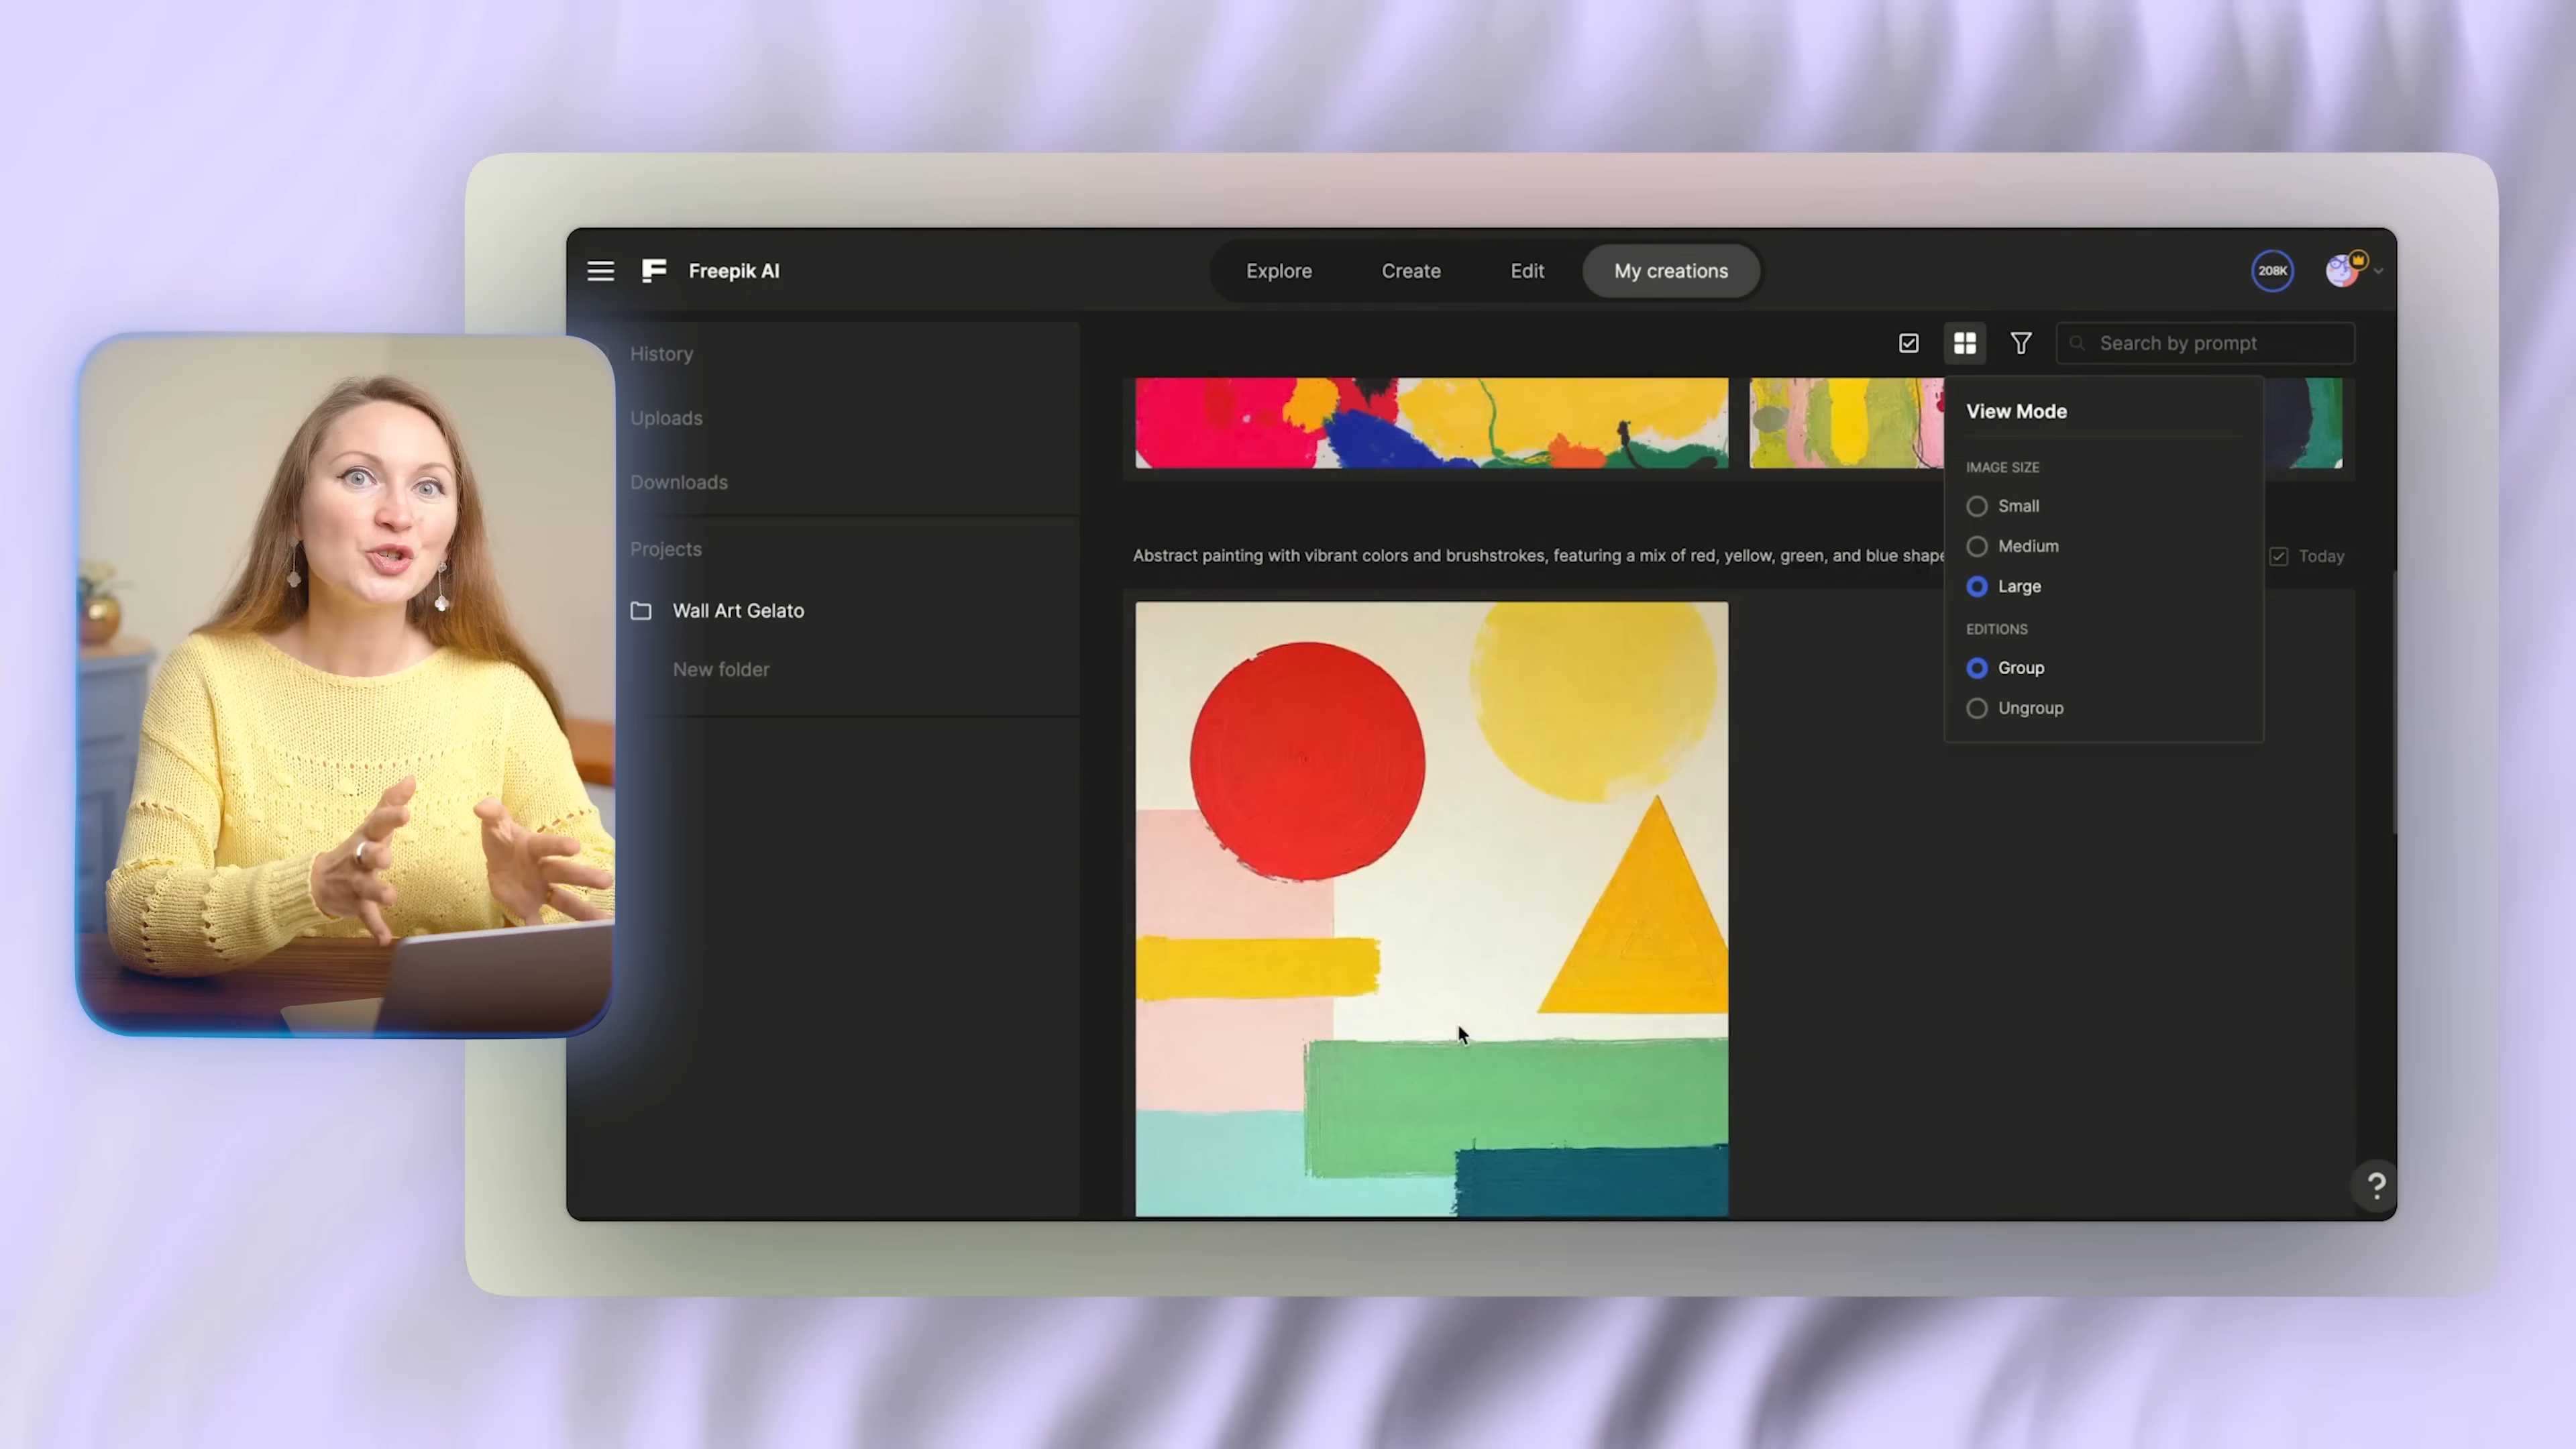 Freepik AI
Explore
Create
Edit
My creations
208K
History
Uploads
Downloads
Projects
Wall Art Gelato
New folder
Search by prompt
View Mode
IMAGE SIZE
Small
Medium
Large
EDITIONS
Group
Ungroup
Abstract painting with vibrant colors and brushstrokes, featuring a mix of red, yellow, green, and blue shape
Today
?